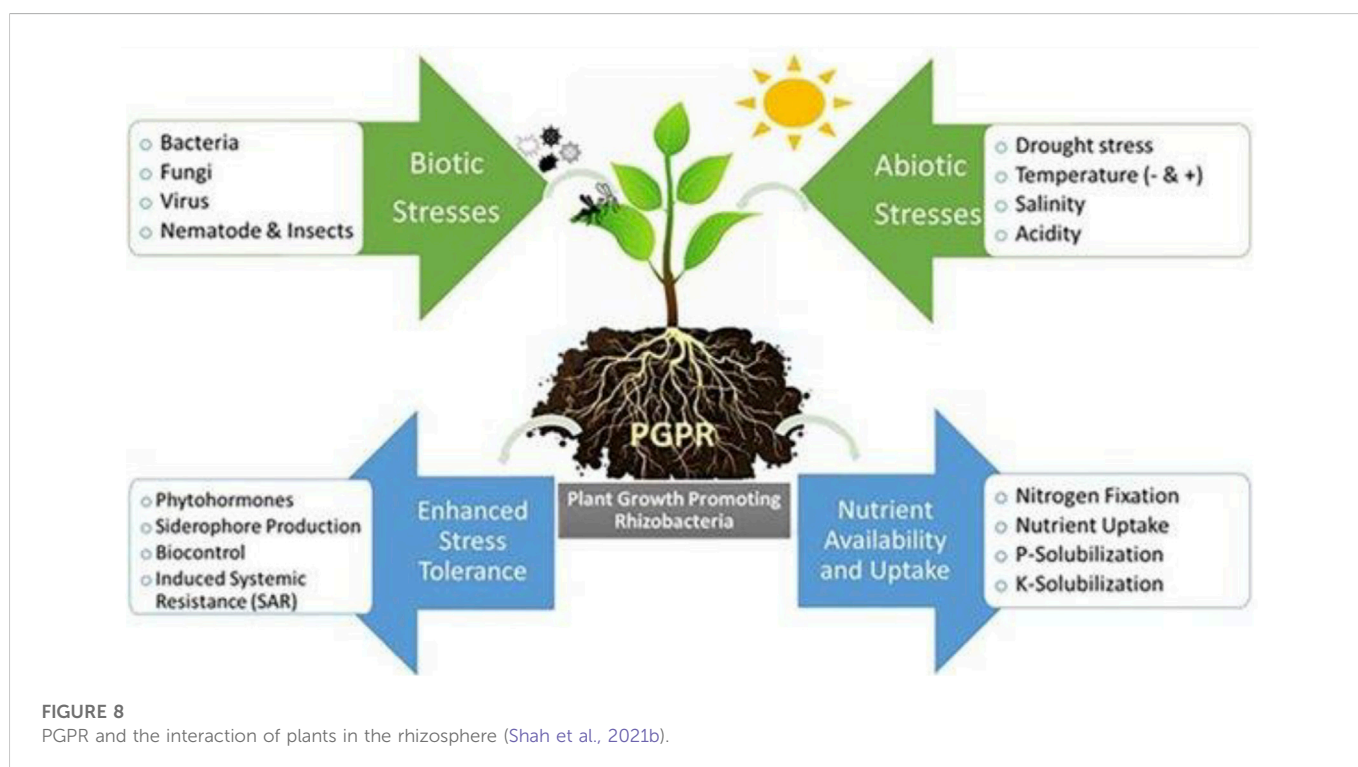 Bacteria
Fungi
Virus
Nematode & Insects
Biotic
Stresses
Abiotic
Stresses
Drought stress
Temperature (- & +)
Salinity
Acidity
PGPR
Plant Growth Promoting
Rhizobacteria
Phytohormones
Siderophore Production
Biocontrol
Induced Systemic
Resistance (SAR)
Enhanced
Stress
Tolerance
Nutrient
Availability
and Uptake
Nitrogen Fixation
Nutrient Uptake
P-Solubilization
K-Solubilization
FIGURE 8
PGPR and the interaction of plants in the rhizosphere (Shah et al., 2021b).